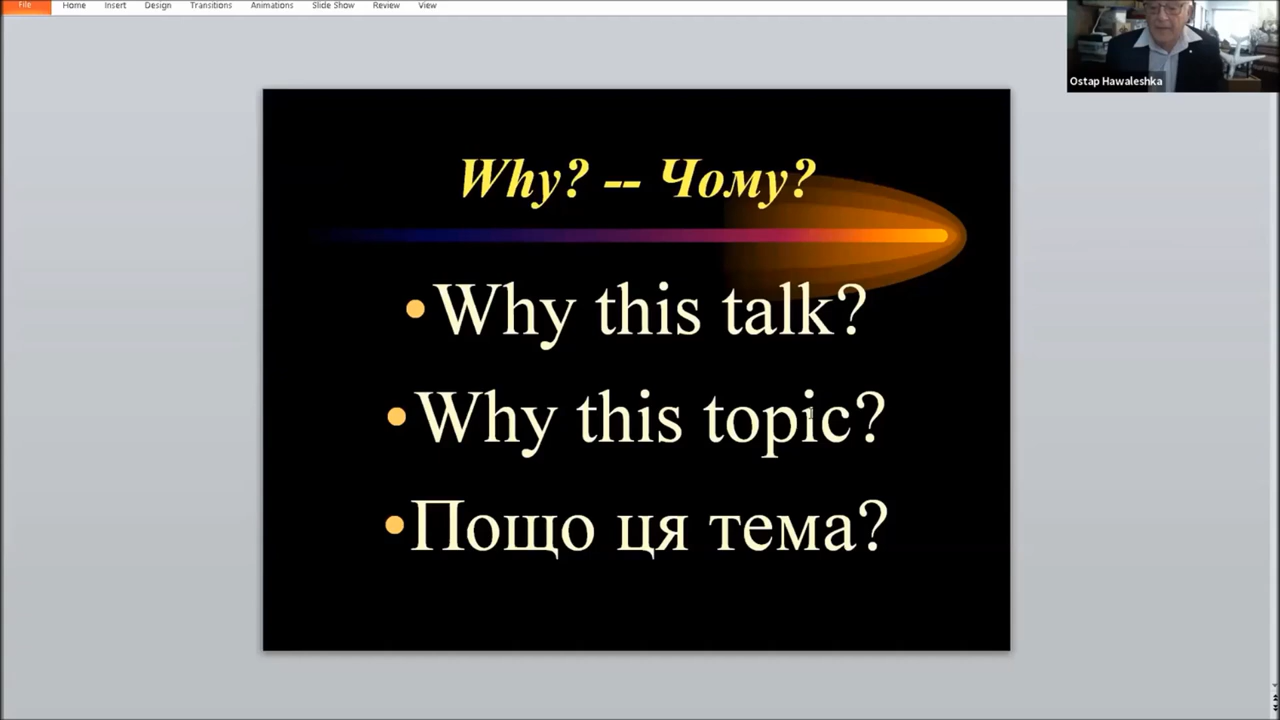 File Home Insert Design Transitions Animations Slide Show Review View
Ostap Hawaleshka
Why? -- Чому?
•Why this talk?
•Why this topic?
•Пощо ця тема?